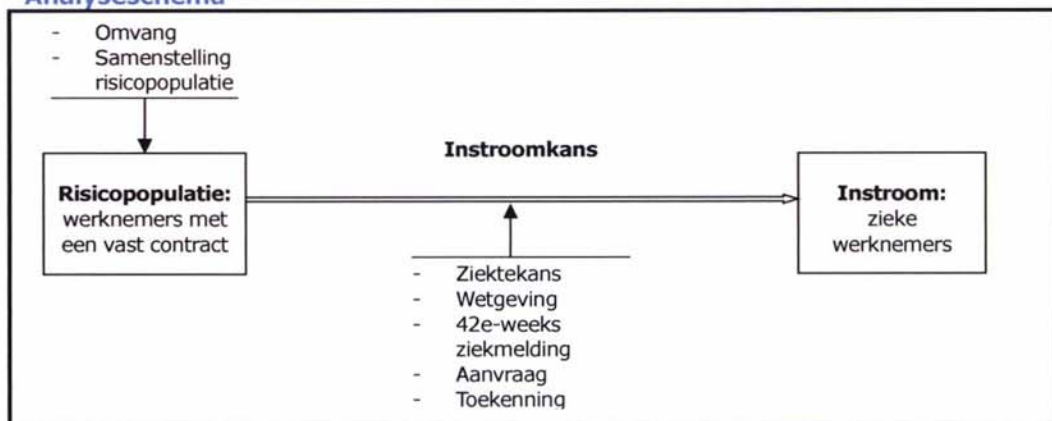 Analyseschema
- Omvang
- Samenstelling
risicopopulatie
Instroomkans
Risicopopulatie:
werknemers met
een vast contract
Instroom:
zieke
werknemers
- Ziektekans
- Wetgeving
- 42e-weeks
ziekmelding
- Aanvraag
- Toekenning